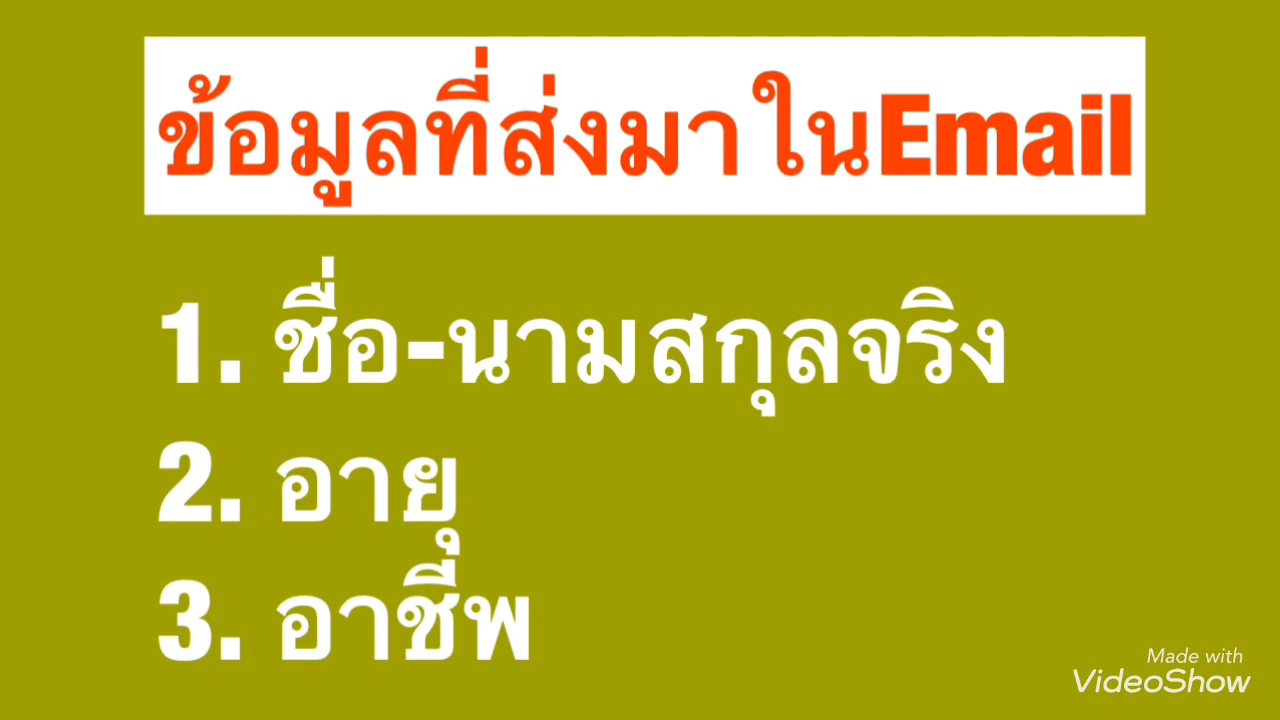 ข้อมูลที่ส่งมาในEmail
1. ชื่อ-นามสกุลจริง
2. อายุ
3. อาชีพ
Made with
VideoShow